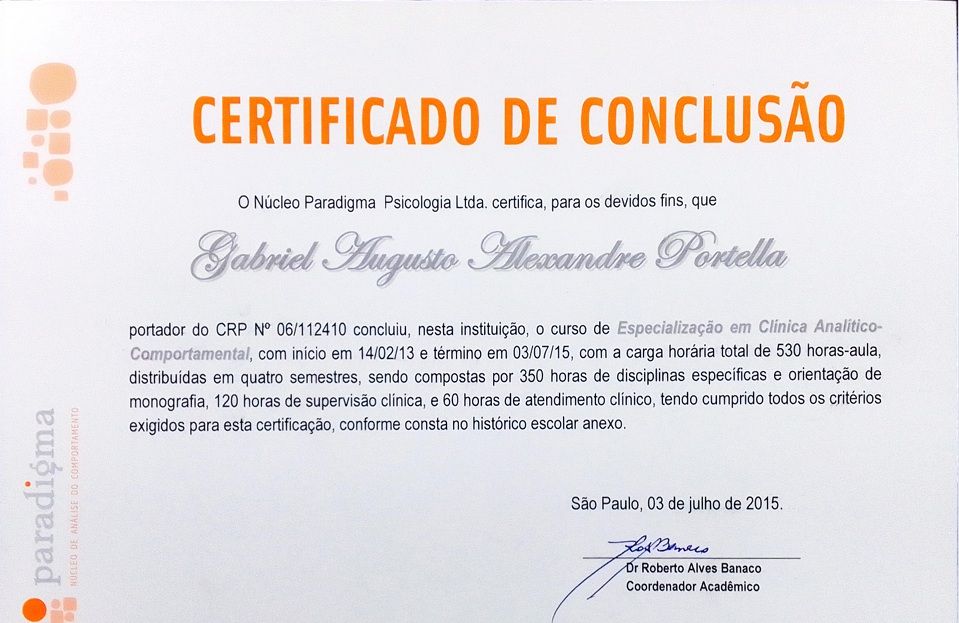 CERTIFICADO DE CONCLUSÃO
O Núcleo Paradigma Psicologia Ltda. certifica, para os devidos fins, que
Gabriel Augusto Alexandre Portella
portador do CRP Nº 06/112410 concluiu, nesta instituição, o curso de Especialização em Clínica Analítico-
Comportamental, com início em 14/02/13 e término em 03/07/15, com a carga horária total de 530 horas-aula,
distribuídas em quatro semestres, sendo compostas por 350 horas de disciplinas específicas e orientação de
monografia, 120 horas de supervisão clínica, e 60 horas de atendimento clínico, tendo cumprido todos os critérios
exigidos para esta certificação, conforme consta no histórico escolar anexo.
São Paulo, 03 de julho de 2015.
Dr Roberto Alves Banaco
Coordenador Acadêmico
paradigma
NÚCLEO DE ANÁLISE DO COMPORTAMENTO